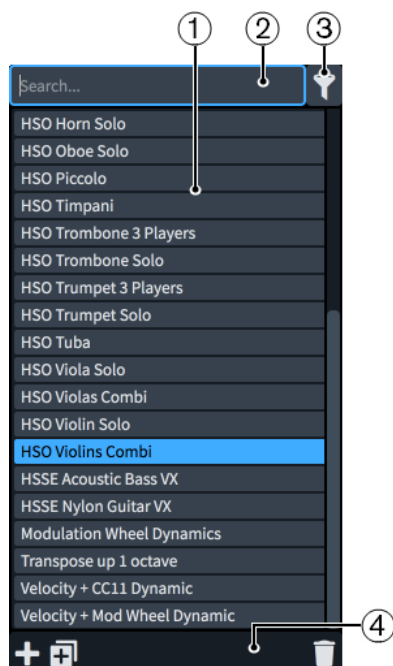 ① ② ③
Search...
HSO Horn Solo
HSO Oboe Solo
HSO Piccolo
HSO Timpani
HSO Trombone 3 Players
HSO Trombone Solo
HSO Trumpet 3 Players
HSO Trumpet Solo
HSO Tuba
HSO Viola Solo
HSO Violas Combi
HSO Violin Solo
HSO Violins Combi
HSSE Acoustic Bass VX
HSSE Nylon Guitar VX
Modulation Wheel Dynamics
Transpose up 1 octave
Velocity + CC11 Dynamic
Velocity + Mod Wheel Dynamic
④